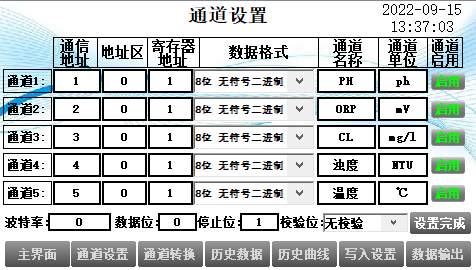 通道设置
2022-09-15
13:37:03
通信地址 地址区 寄存器地址 数据格式 通道名称 通道单位 通道启用
通道1: 1 0 1 8位 无符号二进制 PH ph 启用
通道2: 2 0 1 8位 无符号二进制 ORP mV 启用
通道3: 3 0 1 8位 无符号二进制 CL mg/l 启用
通道4: 4 0 1 8位 无符号二进制 浊度 NTU 启用
通道5: 5 0 1 8位 无符号二进制 温度 ℃ 启用
波特率: 0 数据位: 0 停止位: 1 校验位: 无校验 设置完成
主界面 通道设置 通道转换 历史数据 历史曲线 写入设置 数据输出